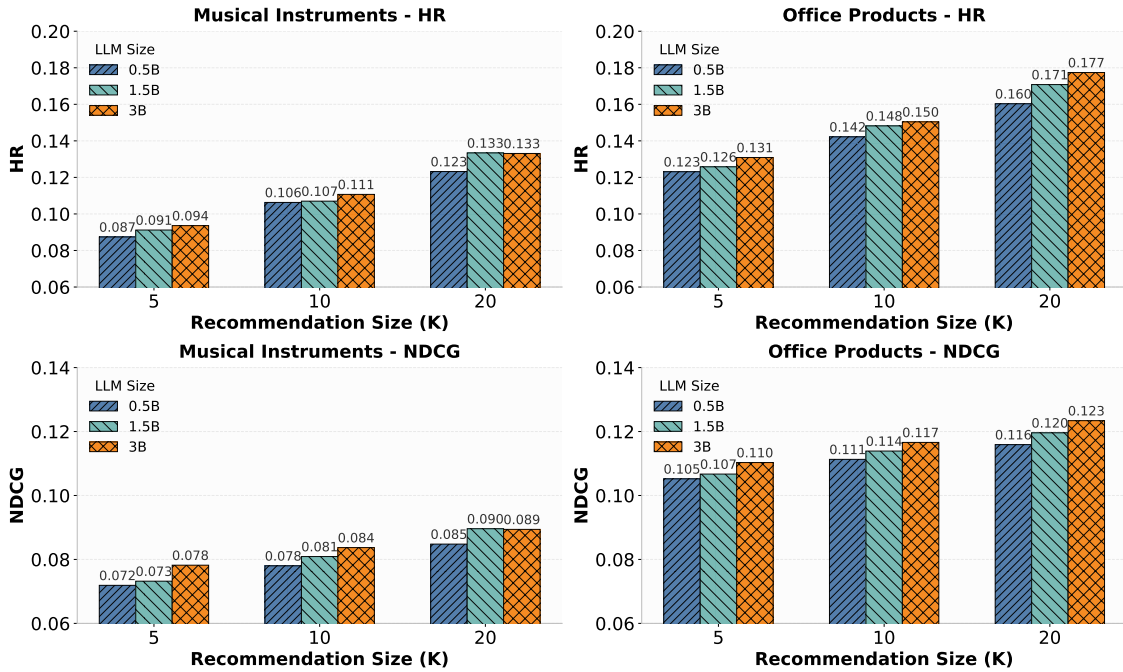 Musical Instruments - HR
HR
0.20
0.18
0.16
0.14
0.12
0.10
0.08
0.06
LLM Size
0.5B
1.5B
3B
0.087 0.091 0.094
0.106 0.107 0.111
0.123 0.133 0.133
5 10 20
Recommendation Size (K)
Office Products - HR
HR
0.20
0.18
0.16
0.14
0.12
0.10
0.08
0.06
LLM Size
0.5B
1.5B
3B
0.123 0.126 0.131
0.142 0.148 0.150
0.160 0.171 0.177
5 10 20
Recommendation Size (K)
Musical Instruments - NDCG
NDCG
0.14
0.12
0.10
0.08
0.06
LLM Size
0.5B
1.5B
3B
0.072 0.073 0.078
0.078 0.081 0.084
0.085 0.090 0.089
5 10 20
Recommendation Size (K)
Office Products - NDCG
NDCG
0.14
0.12
0.10
0.08
0.06
LLM Size
0.5B
1.5B
3B
0.105 0.107 0.110
0.111 0.114 0.117
0.116 0.120 0.123
5 10 20
Recommendation Size (K)